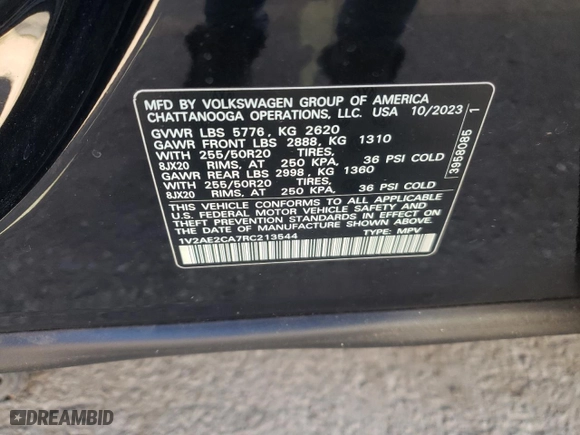 MFD BY VOLKSWAGEN GROUP OF AMERICA
CHATTANOOGA OPERATIONS, LLC. USA 10/2023
GVWR LBS 5776, KG 2620
GAWR FRONT LBS 2888, KG 1310
WITH 255/50R20 TIRES,
8JX20 RIMS, AT 250 KPA, 36 PSI COLD
GAWR REAR LBS 2998, KG 1360
WITH 255/50R20 TIRES,
8JX20 RIMS, AT 250 KPA, 36 PSI COLD
THIS VEHICLE CONFORMS TO ALL APPLICABLE
U.S. FEDERAL MOTOR VEHICLE SAFETY AND
THEFT PREVENTION STANDARDS IN EFFECT ON
THE DATE OF MANUFACTURE SHOWN ABOVE.
1V2AE2CA7RC213544 TYPE: MPV
3958085 1
DREAMBID